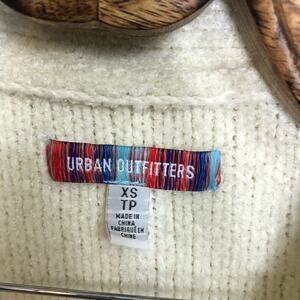 URBAN OUTFITTERS
XS
TP
MADE IN
CHINA
FABRIQUÉ EN
CHINE